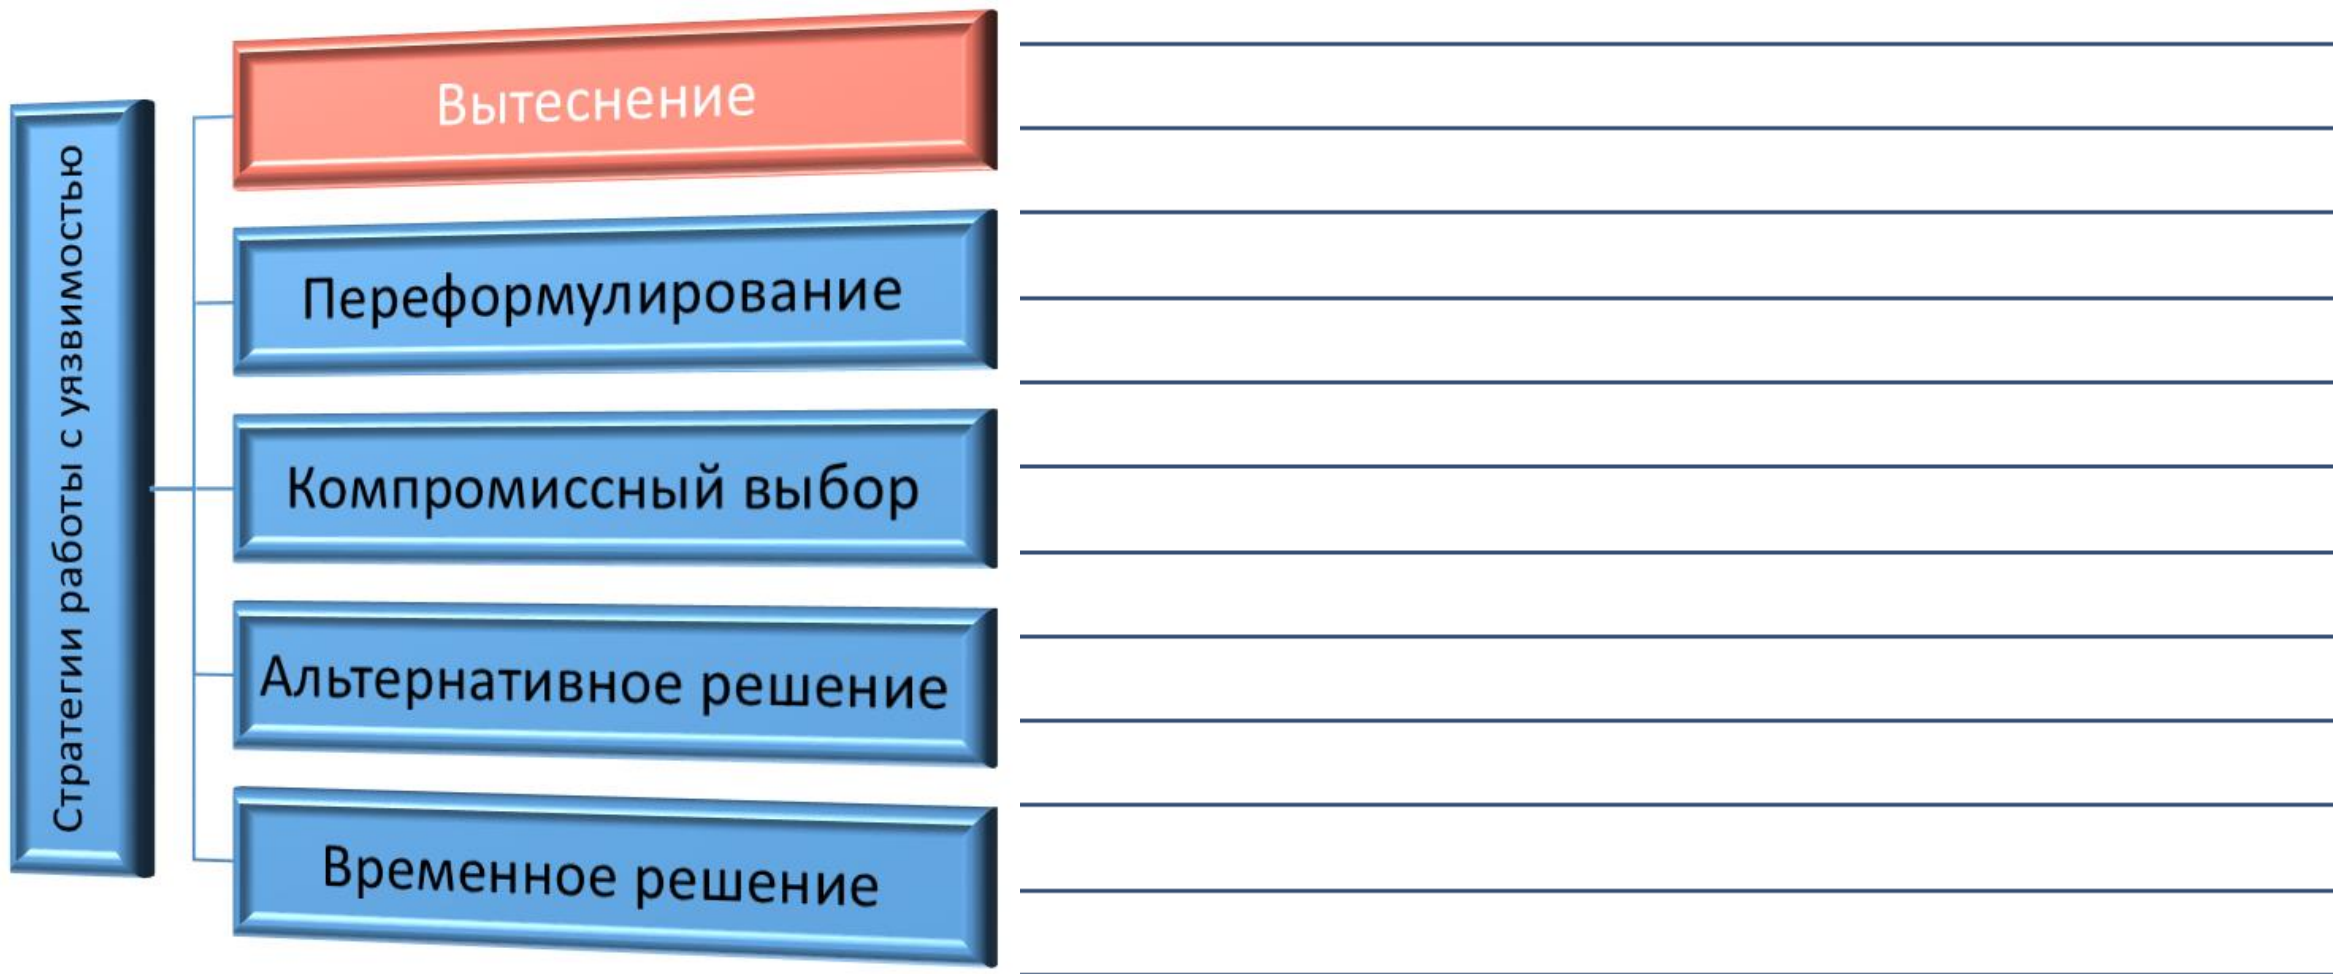 Стратегии работы с уязвимостью
Вытеснение
Переформулирование
Компромиссный выбор
Альтернативное решение
Временное решение